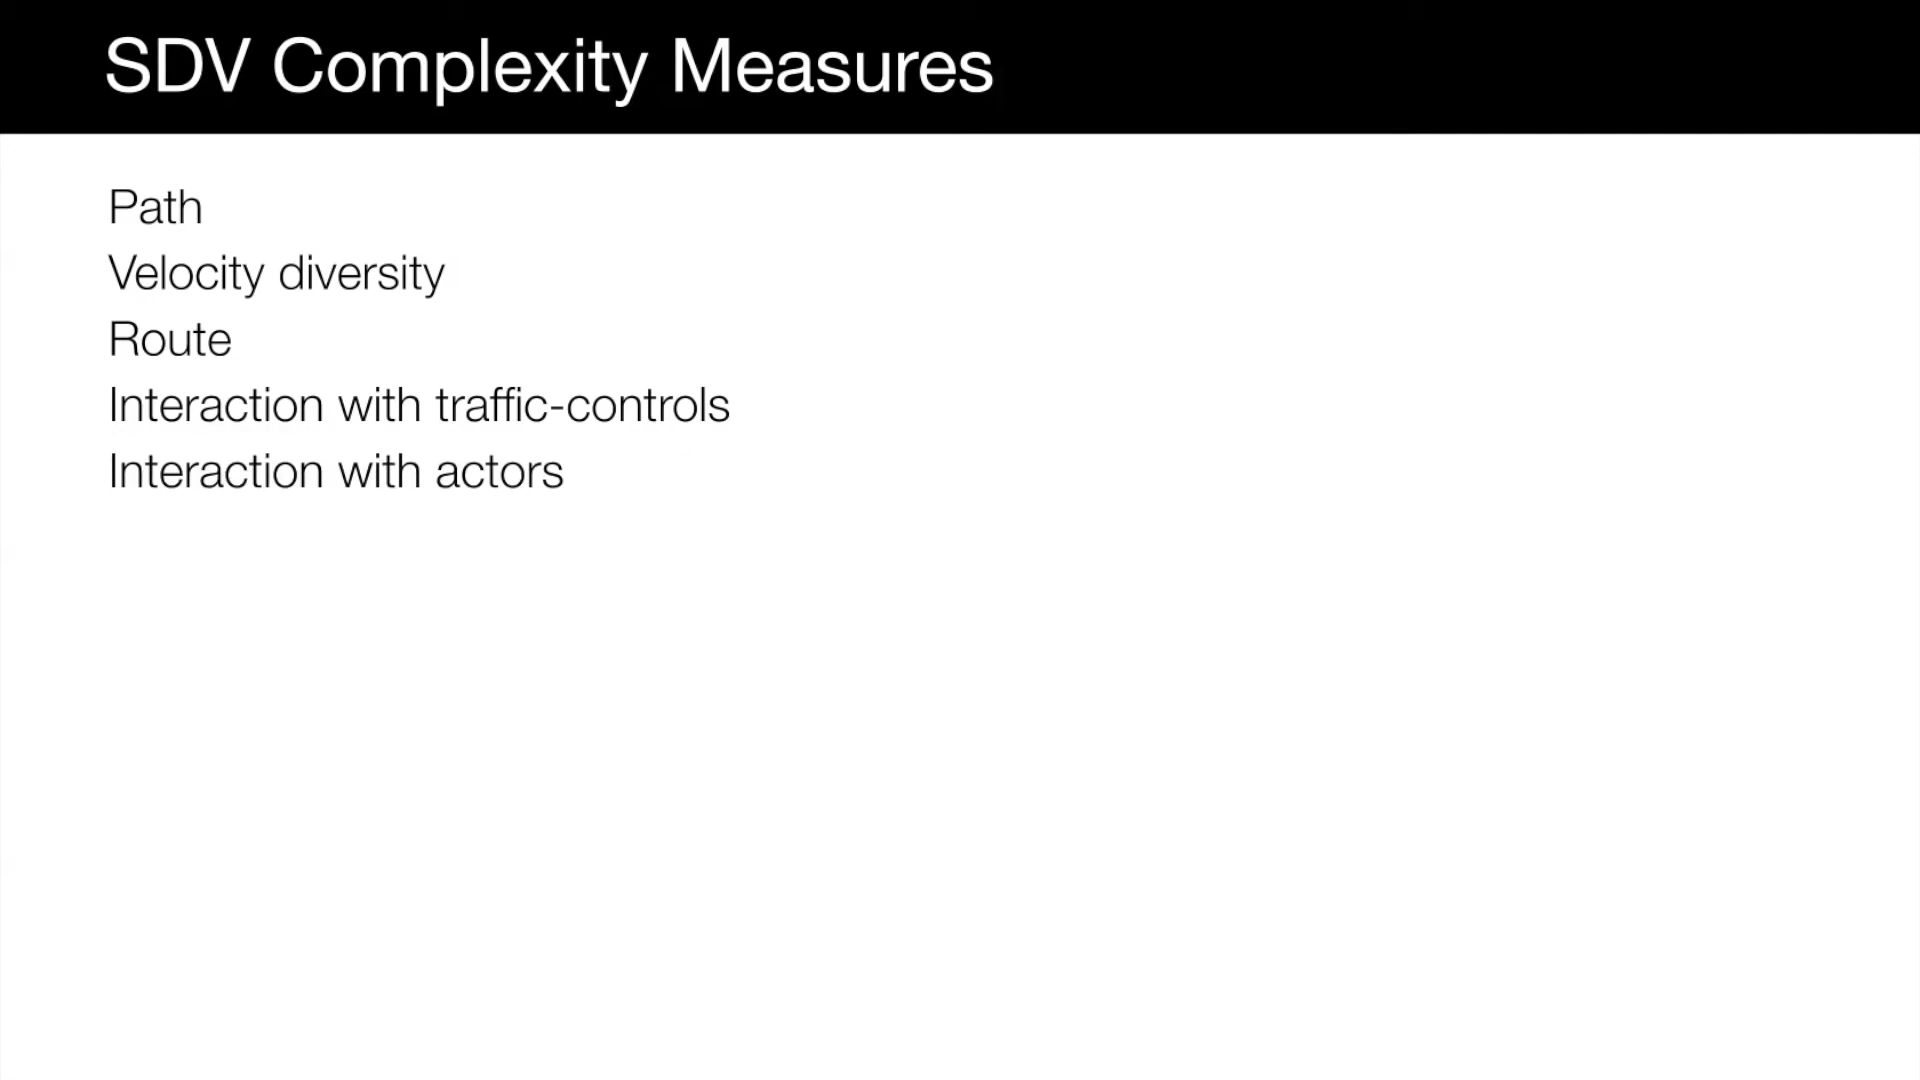 SDV Complexity Measures
Path
Velocity diversity
Route
Interaction with traffic-controls
Interaction with actors